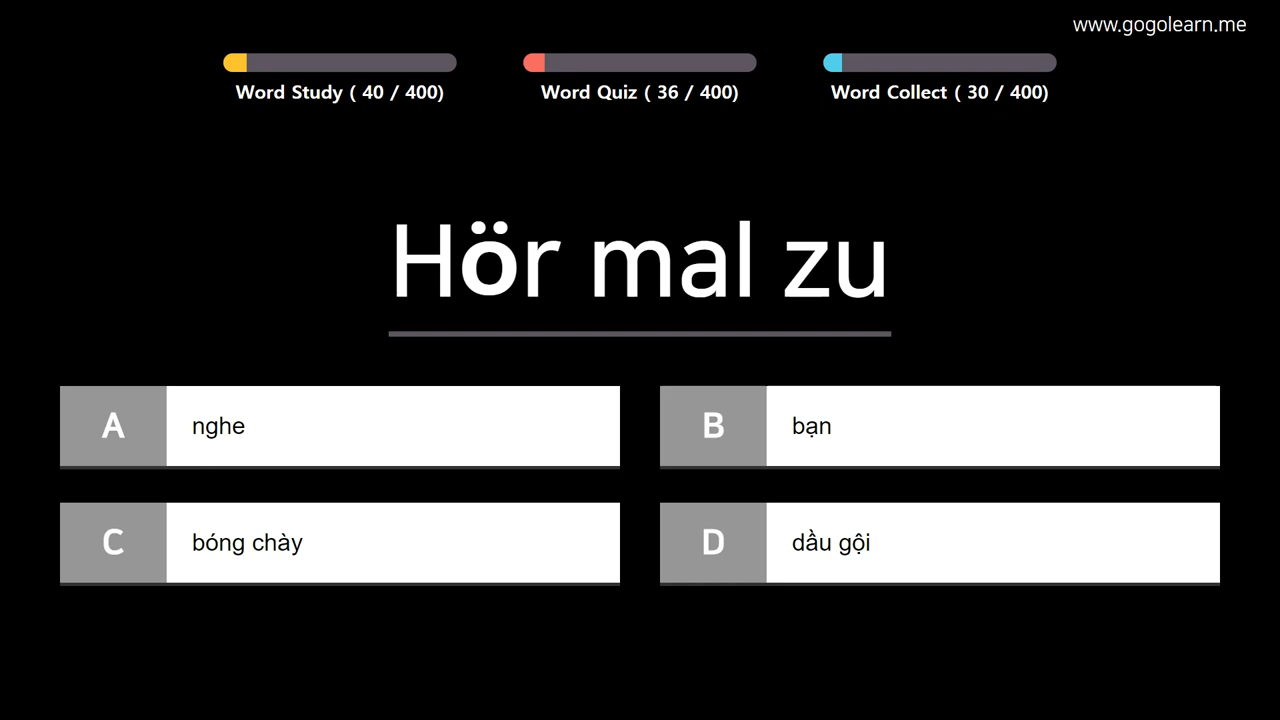 www.gogolearn.me
Word Study ( 40 / 400)
Word Quiz ( 36 / 400)
Word Collect ( 30 / 400)
Hör mal zu
A
nghe
B
bạn
C
bóng chày
D
dầu gội